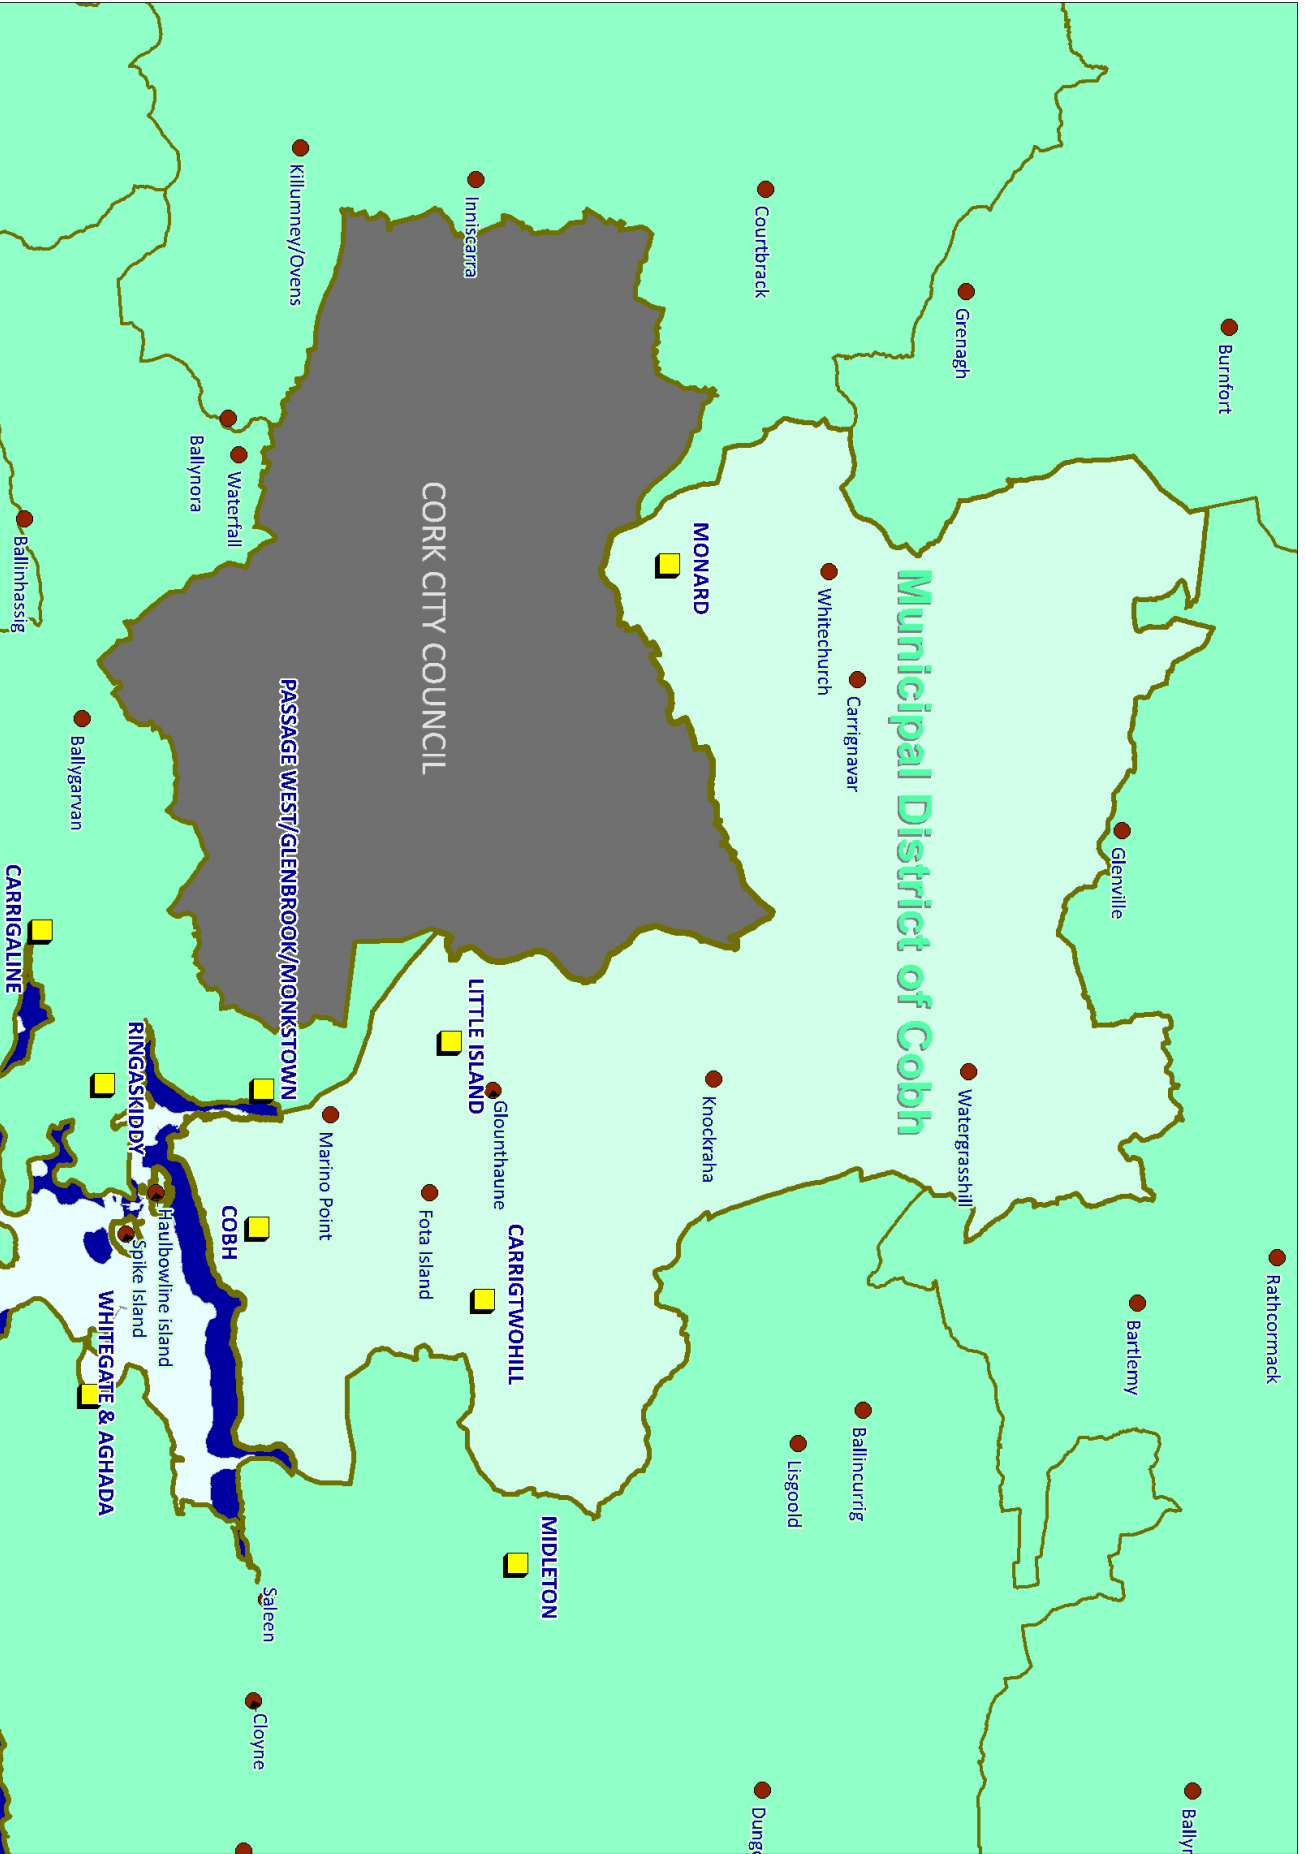 Burnfort
Rathcormack
Ballyr
Bartlemy
Glenville
Grenagh
Watergrasshill
Municipal District of Cobh
Ballincurrig
Carrignavar
Whitechurch
Lisgoold
Courtbrack
Dungo
Knockraha
MONARD
MIDLETON
CARRIGTWOHILL
Glounthaune
LITTLE ISLAND
Inniscarra
CORK CITY COUNCIL
Fota Island
Marino Point
Killumney/Ovens
PASSAGE WEST/GLENBROOK/MONKSTOWN
Saleen
Cloyne
Waterfall
COBH
Ballynora
Haulbowline island
Spike Island
RINGASKIDDY
WHITEGATE & AGHADA
Ballygarvan
Ballinhassig
CARRIGALINE